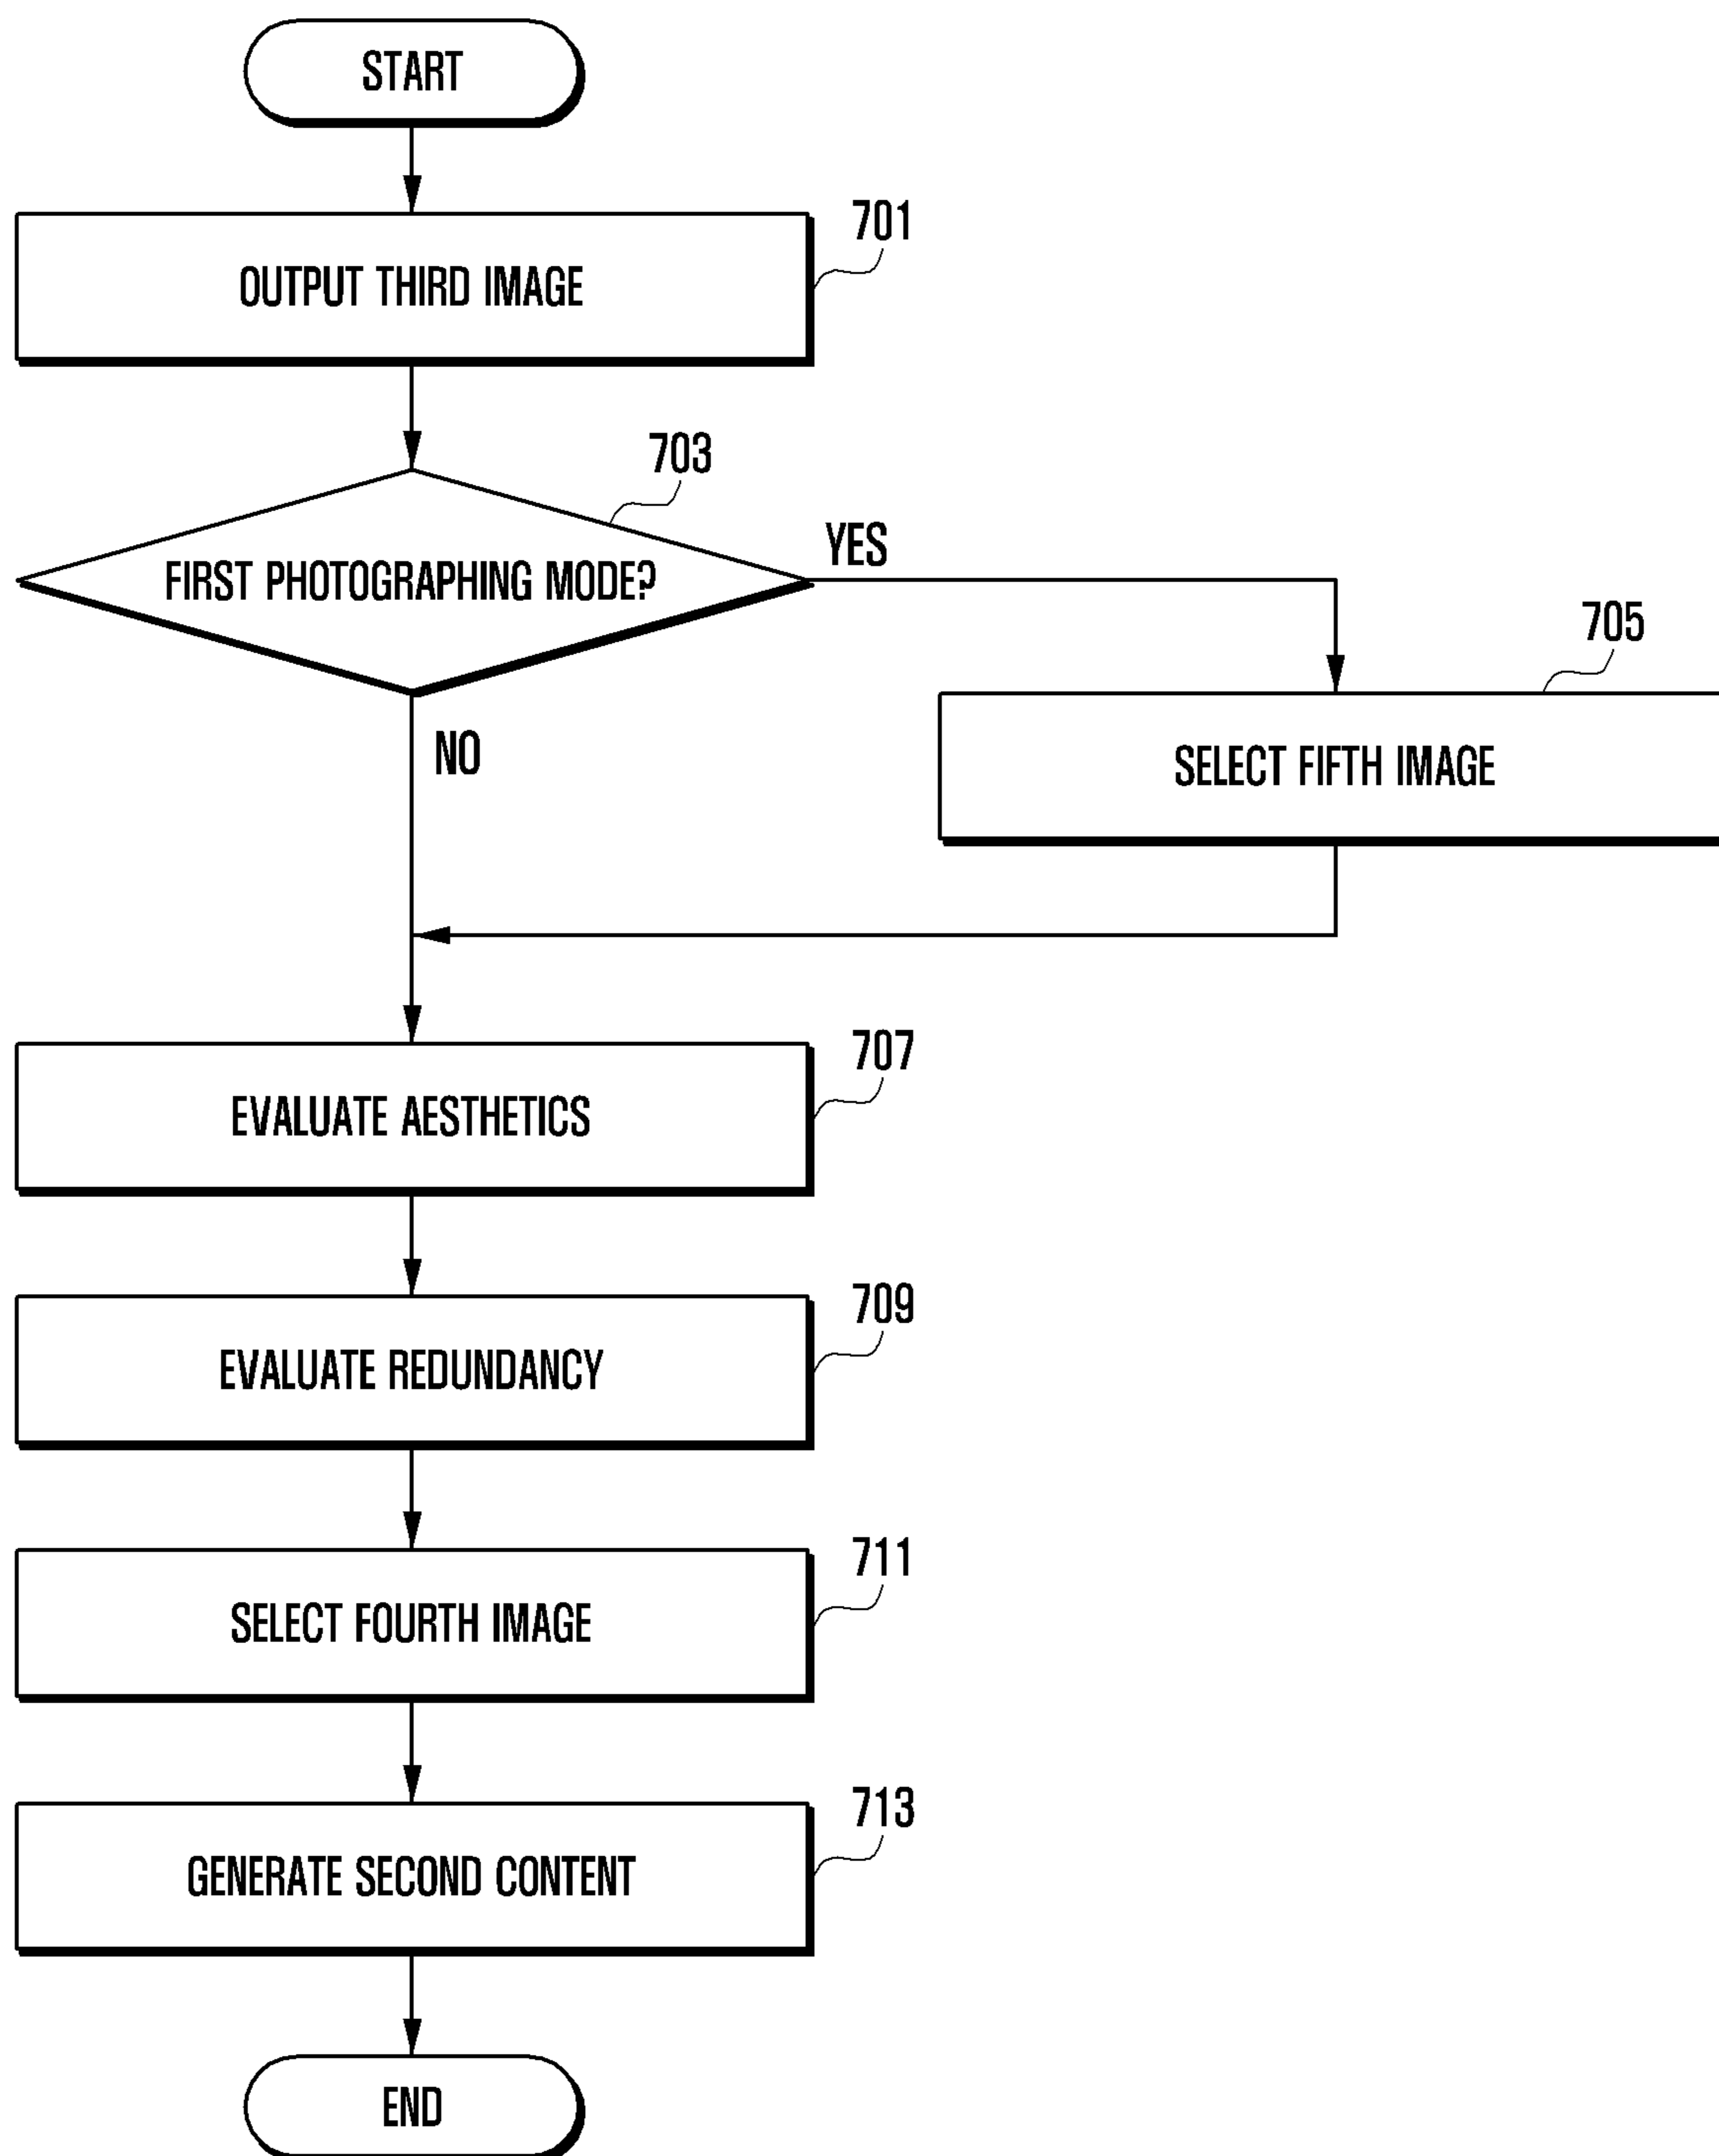 START
701
OUTPUT THIRD IMAGE
703
FIRST PHOTOGRAPHING MODE?
YES
705
SELECT FIFTH IMAGE
NO
707
EVALUATE AESTHETICS
709
EVALUATE REDUNDANCY
711
SELECT FOURTH IMAGE
713
GENERATE SECOND CONTENT
END